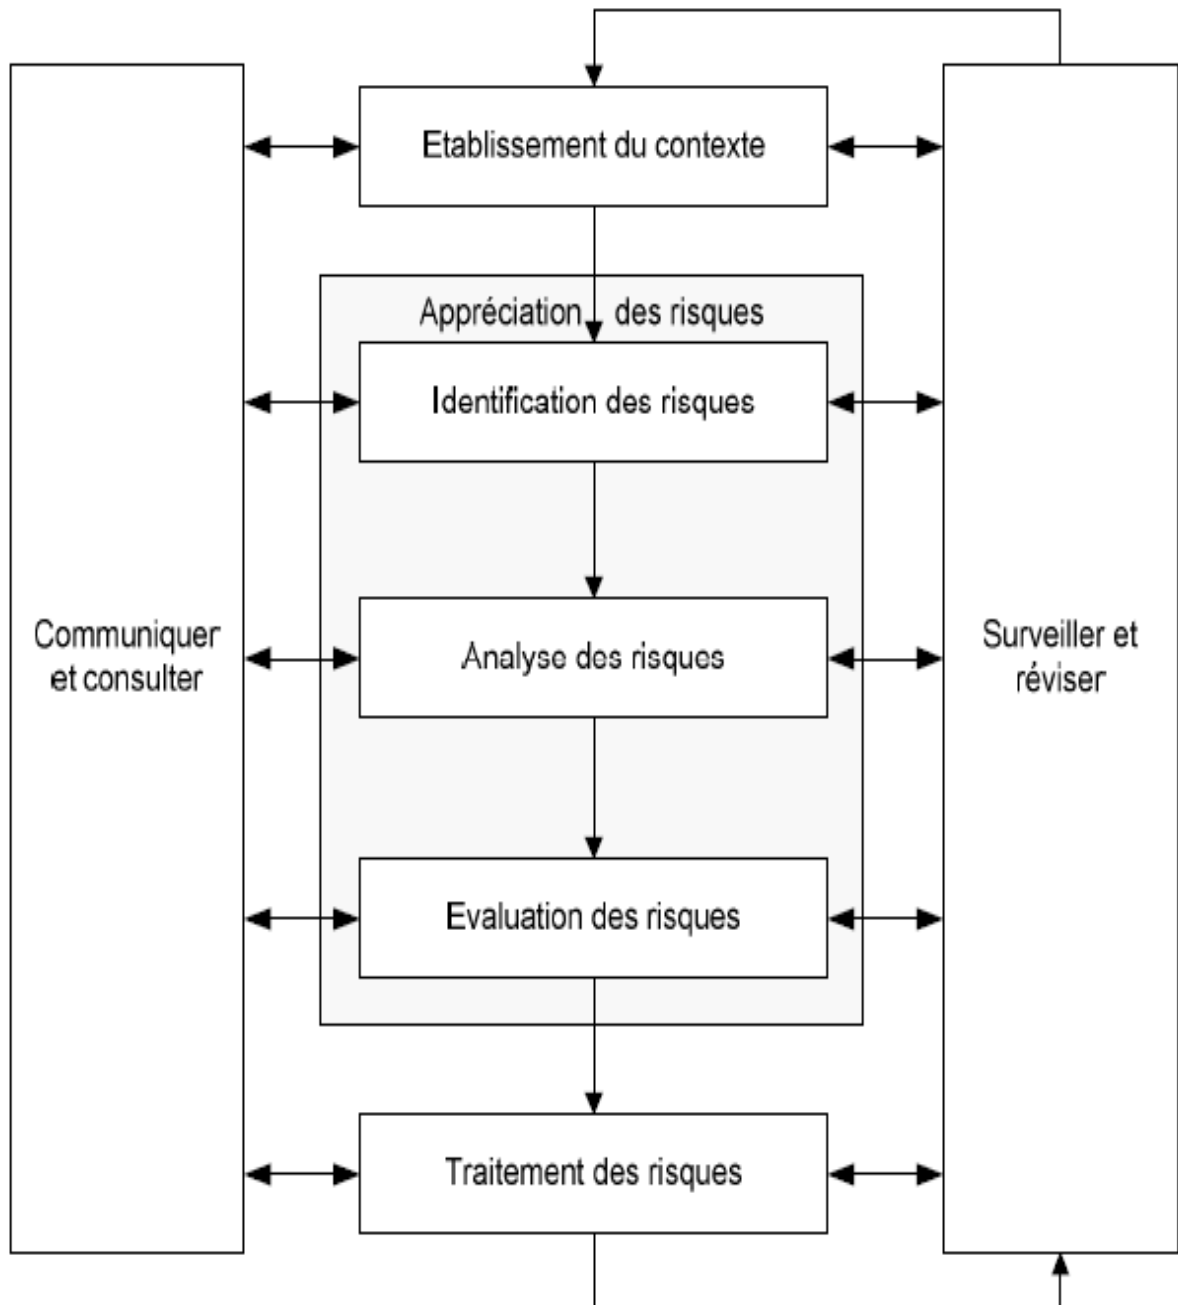 Etablissement du contexte
Appréciation des risques
Identification des risques
Communiquer
et consulter
Analyse des risques
Surveiller et
réviser
Evaluation des risques
Traitement des risques